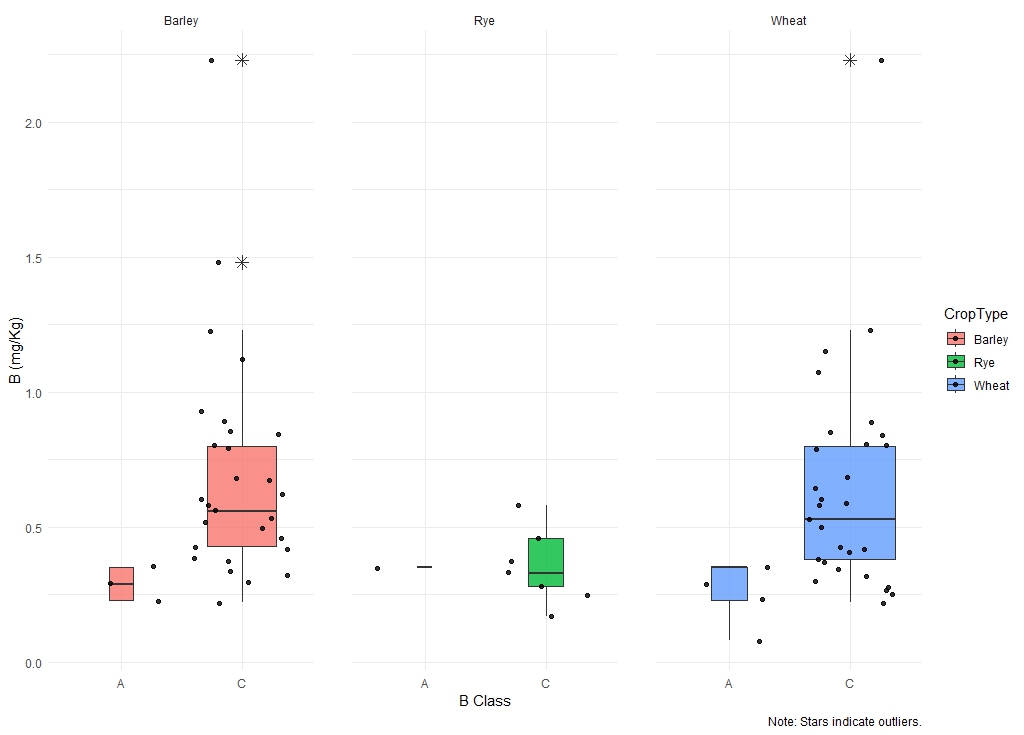 Barley
Rye
Wheat
2.0
1.5
1.0
0.5
0.0
B (mg/Kg)
A
C
A
C
A
C
B Class
CropType
Barley
Rye
Wheat
Note: Stars indicate outliers.